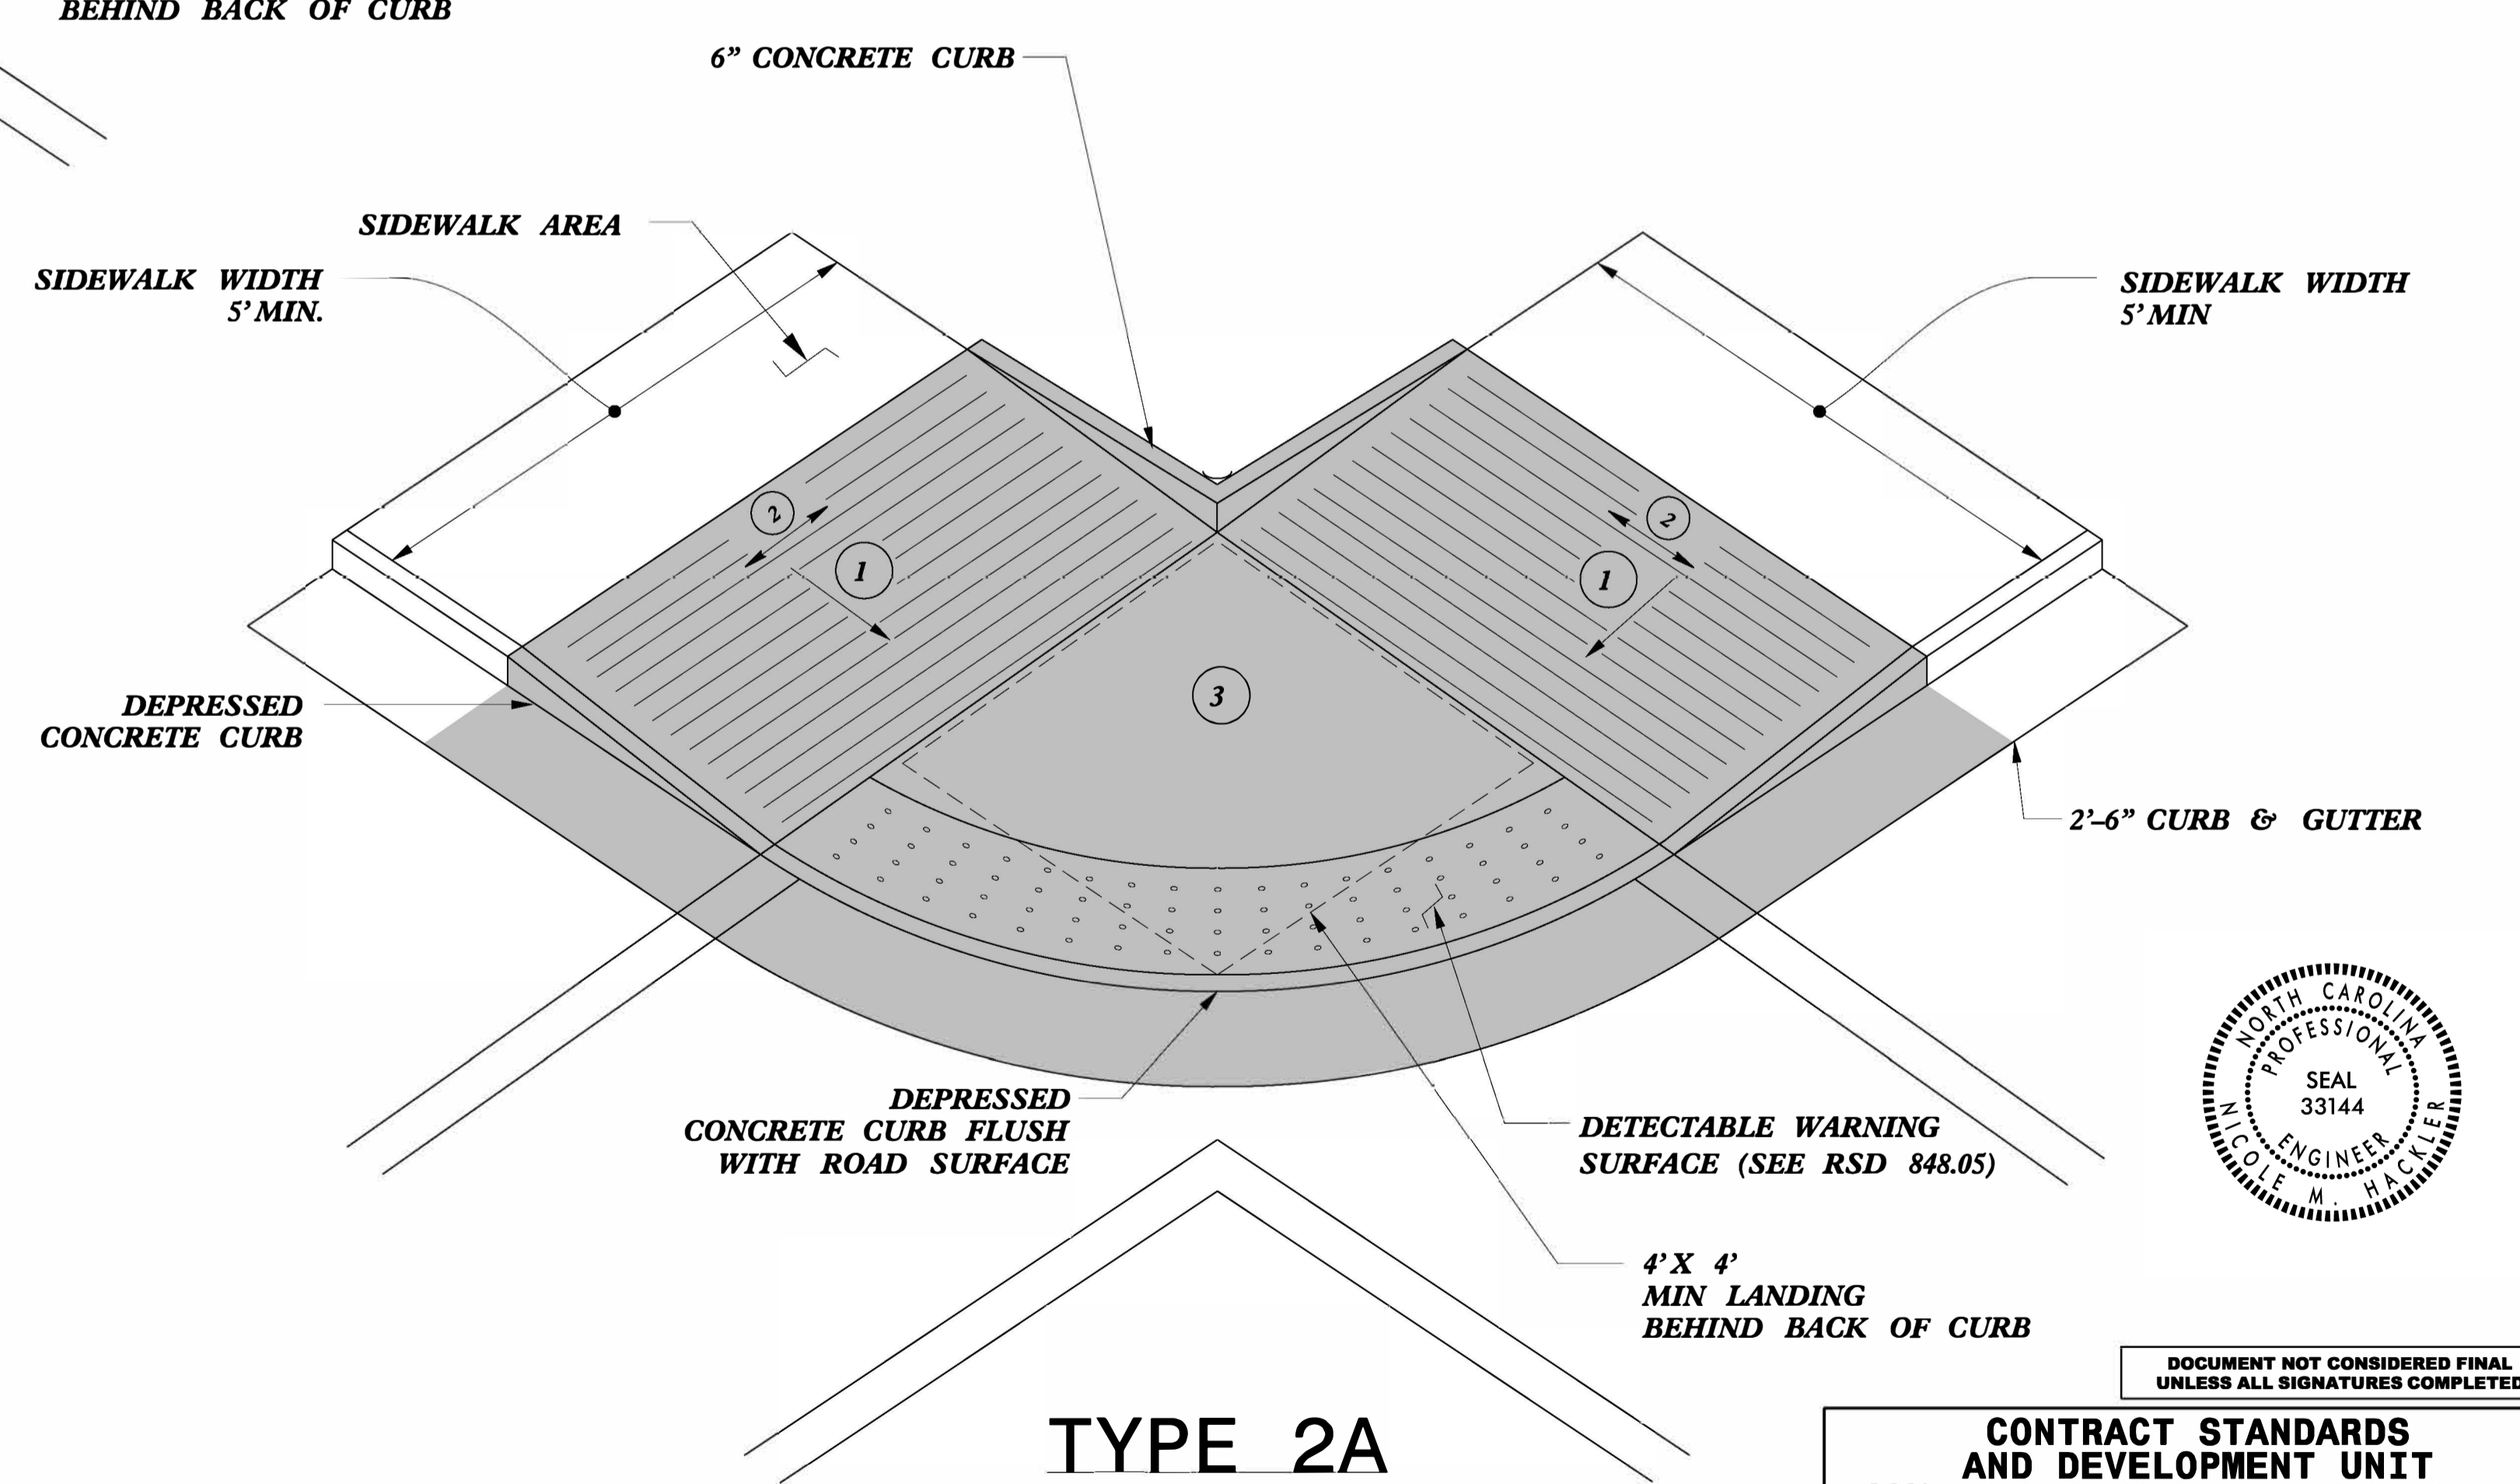 BEHIND BACK OF CURB
6” CONCRETE CURB
SIDEWALK AREA
SIDEWALK WIDTH
5’ MIN.
SIDEWALK WIDTH
5’ MIN
2
1
2
1
3
DEPRESSED
CONCRETE CURB
2’–6” CURB & GUTTER
DEPRESSED
CONCRETE CURB FLUSH
WITH ROAD SURFACE
DETECTABLE WARNING
SURFACE (SEE RSD 848.05)
4’ X 4’
MIN LANDING
BEHIND BACK OF CURB
NORTH CAROLINA
PROFESSIONAL
SEAL
33144
ENGINEER
NICOLE M. HACKLER
DOCUMENT NOT CONSIDERED FINAL
UNLESS ALL SIGNATURES COMPLETED
TYPE 2A
CONTRACT STANDARDS
AND DEVELOPMENT UNIT